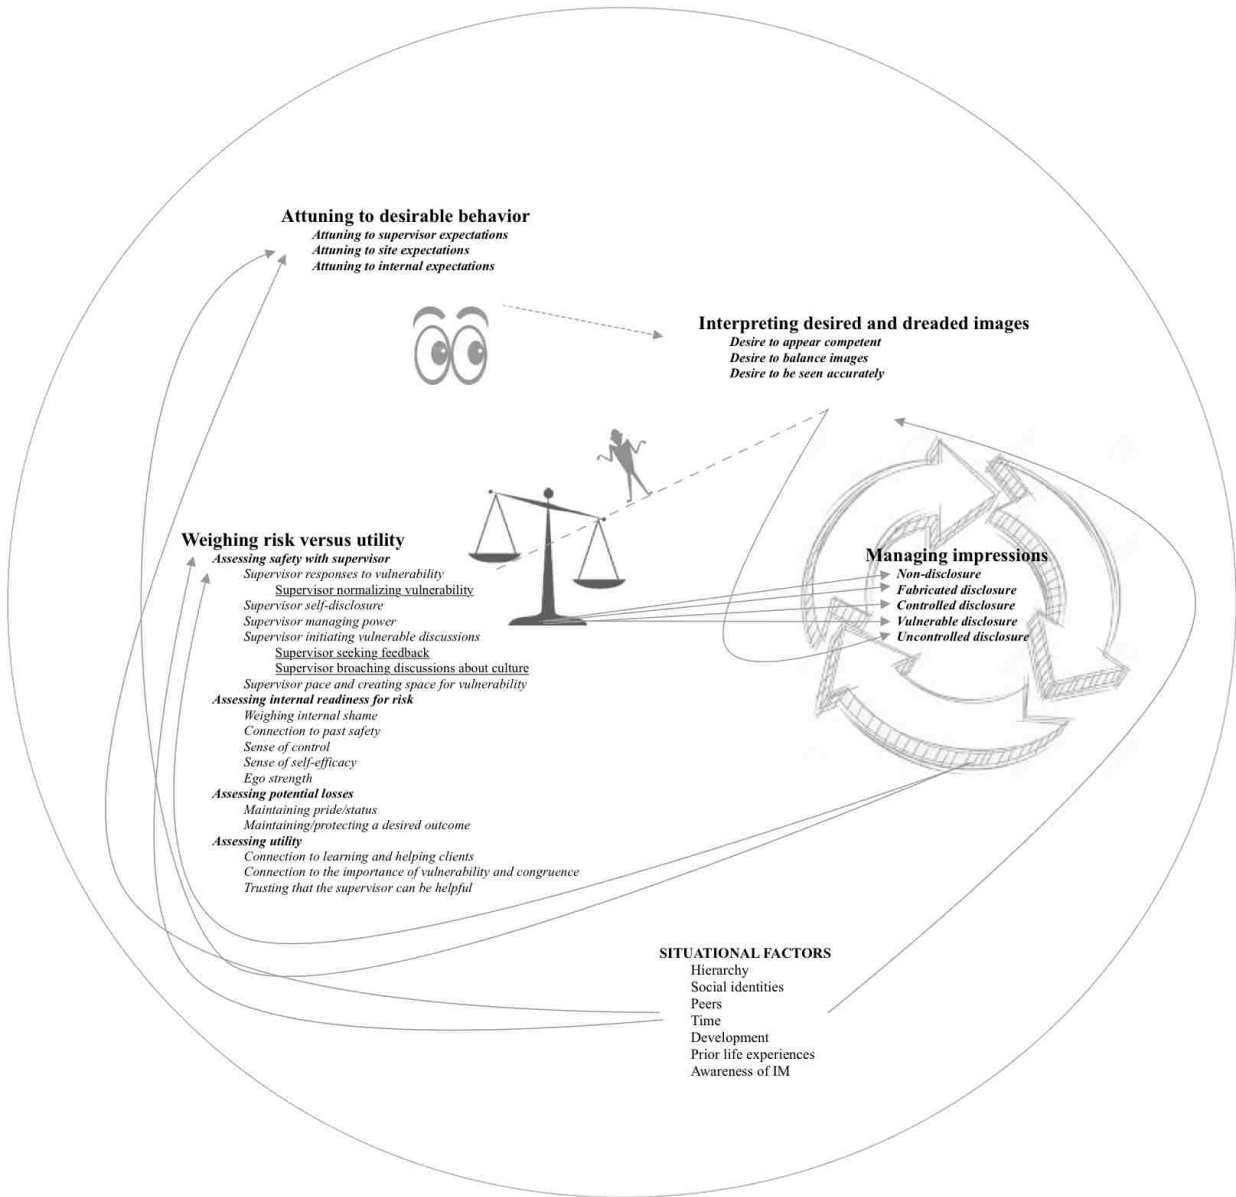 Attuning to desirable behavior
Attuning to supervisor expectations
Attuning to site expectations
Attuning to internal expectations
Interpreting desired and dreaded images
Desire to appear competent
Desire to balance images
Desire to be seen accurately
Weighing risk versus utility
Assessing safety with supervisor
Supervisor responses to vulnerability
Supervisor normalizing vulnerability
Supervisor self-disclosure
Supervisor managing power
Supervisor initiating vulnerable discussions
Supervisor seeking feedback
Supervisor broaching discussions about culture
Supervisor pace and creating space for vulnerability
Assessing internal readiness for risk
Weighing internal shame
Connection to past safety
Sense of control
Sense of self-efficacy
Ego strength
Assessing potential losses
Maintaining pride/status
Maintaining/protecting a desired outcome
Assessing utility
Connection to learning and helping clients
Connection to the importance of vulnerability and congruence
Trusting that the supervisor can be helpful
Managing impressions
Non-disclosure
Fabricated disclosure
Controlled disclosure
Vulnerable disclosure
Uncontrolled disclosure
SITUATIONAL FACTORS
Hierarchy
Social identities
Peers
Time
Development
Prior life experiences
Awareness of IM